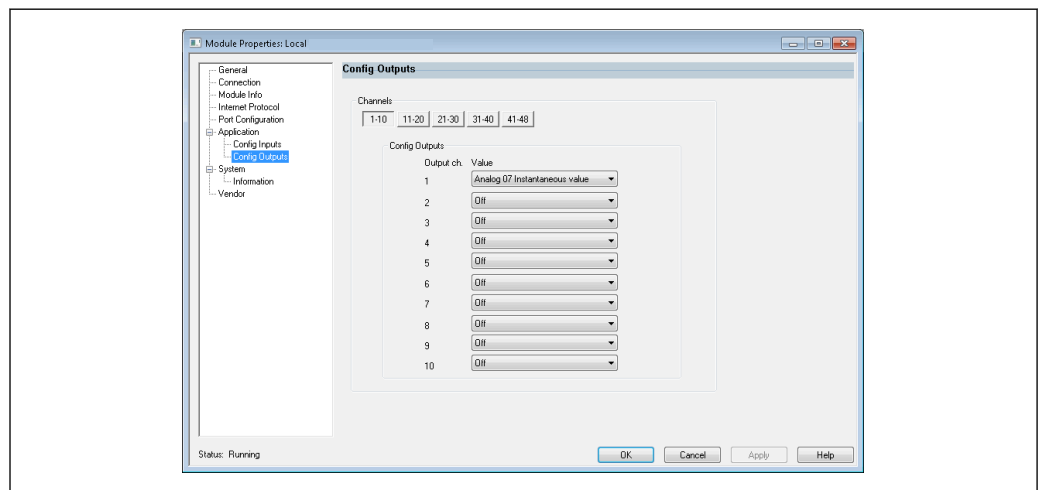 Module Properties: Local
General
Connection
Module Info
Internet Protocol
Port Configuration
Application
Config Inputs
Config Outputs
System
Information
Vendor
Config Outputs
Channels
1-10 11-20 21-30 31-40 41-48
Config Outputs
Output ch. Value
1 Analog 07 Instantaneous value
2 Off
3 Off
4 Off
5 Off
6 Off
7 Off
8 Off
9 Off
10 Off
Status: Running
OK Cancel Apply Help